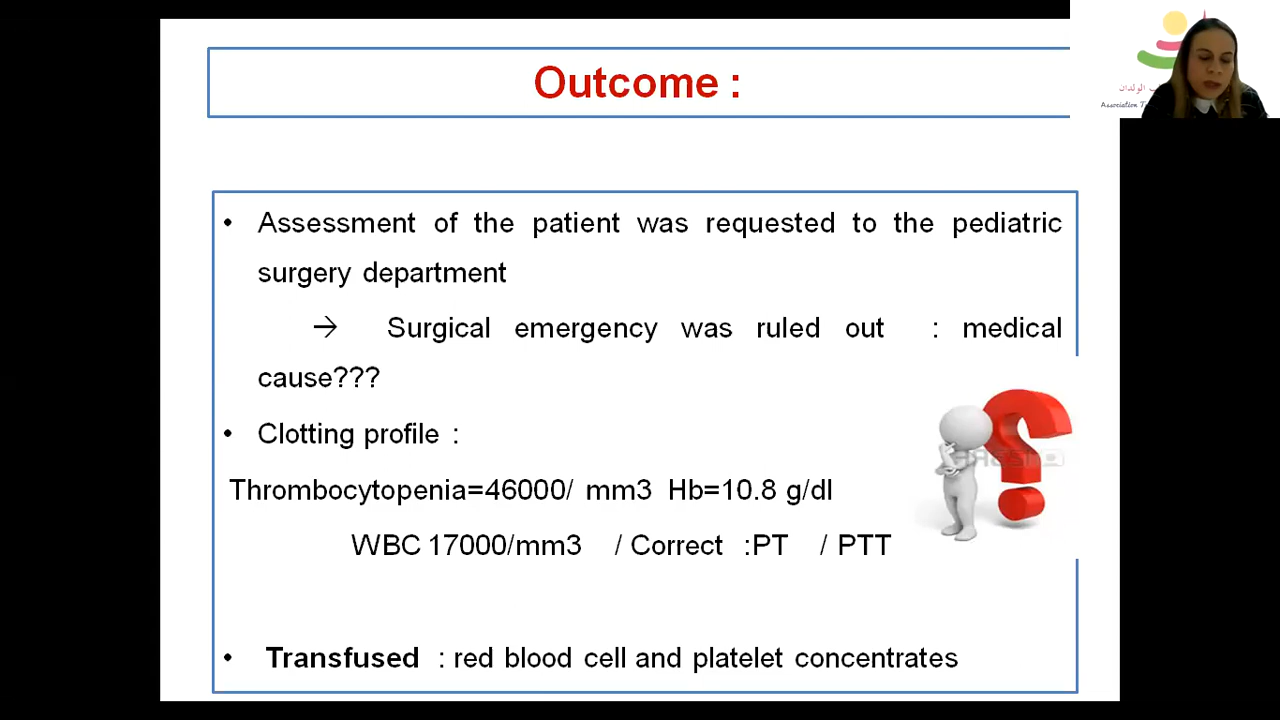 Outcome :
• Assessment of the patient was requested to the pediatric
surgery department
→ Surgical emergency was ruled out : medical
cause???
• Clotting profile :
Thrombocytopenia=46000/ mm3 Hb=10.8 g/dl
WBC 17000/mm3 / Correct :PT / PTT
• Transfused : red blood cell and platelet concentrates
الولدان
Association